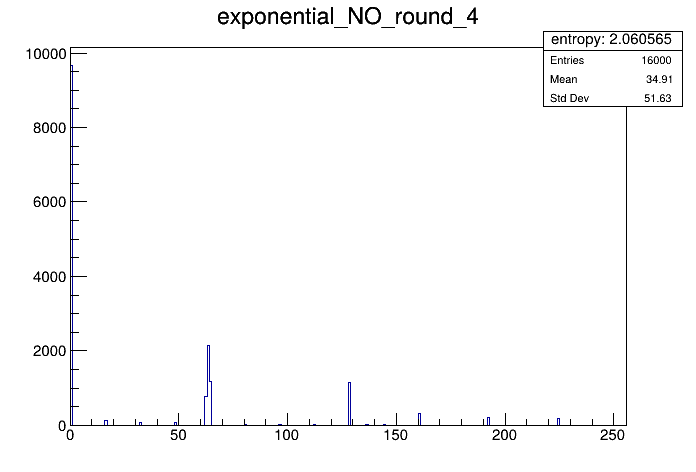 exponential_NO_round_4
entropy: 2.060565
Entries 16000
Mean 34.91
Std Dev 51.63
10000
8000
6000
4000
2000
0
0 50 100 150 200 250